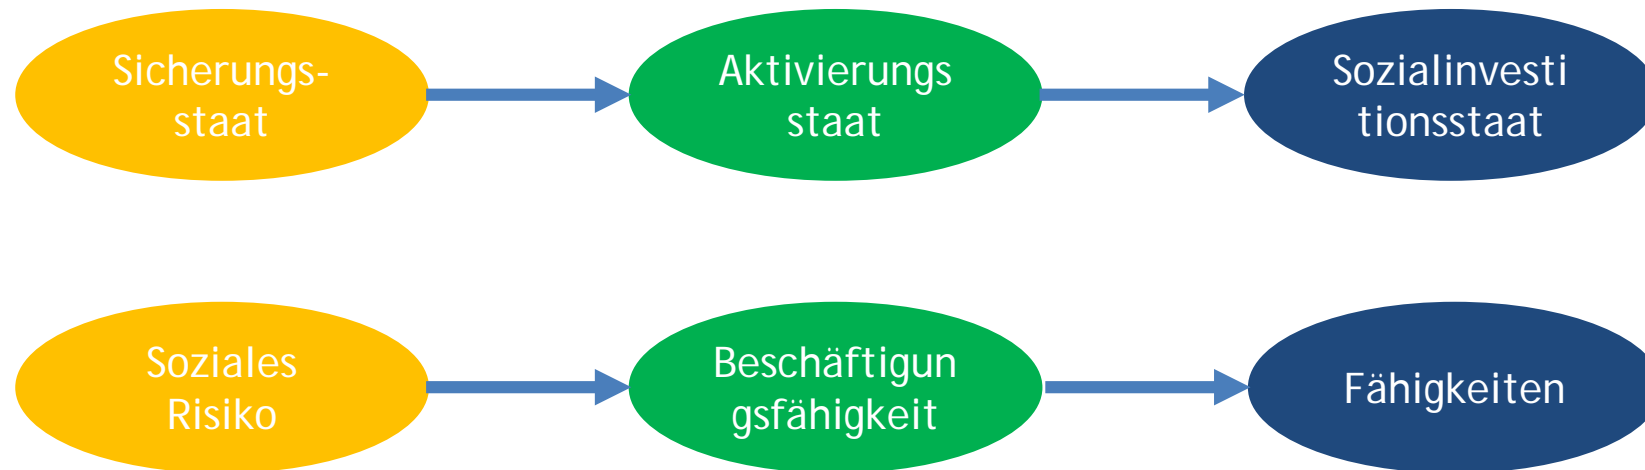 Sicherungs-
staat
Aktivierungs
staat
Sozialinvesti
tionsstaat
Soziales
Risiko
Beschäftigun
gsfähigkeit
Fähigkeiten